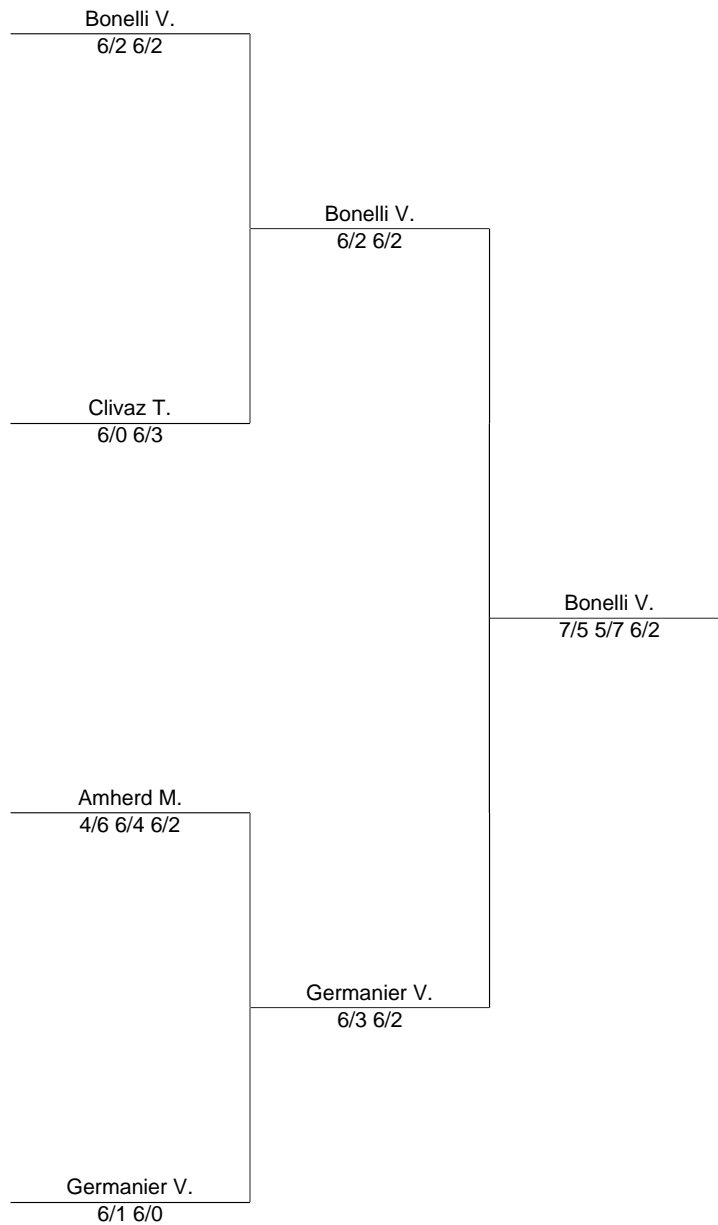 Bonelli V.
6/2 6/2
Bonelli V.
6/2 6/2
Clivaz T.
6/0 6/3
Bonelli V.
7/5 5/7 6/2
Amherd M.
4/6 6/4 6/2
Germanier V.
6/3 6/2
Germanier V.
6/1 6/0